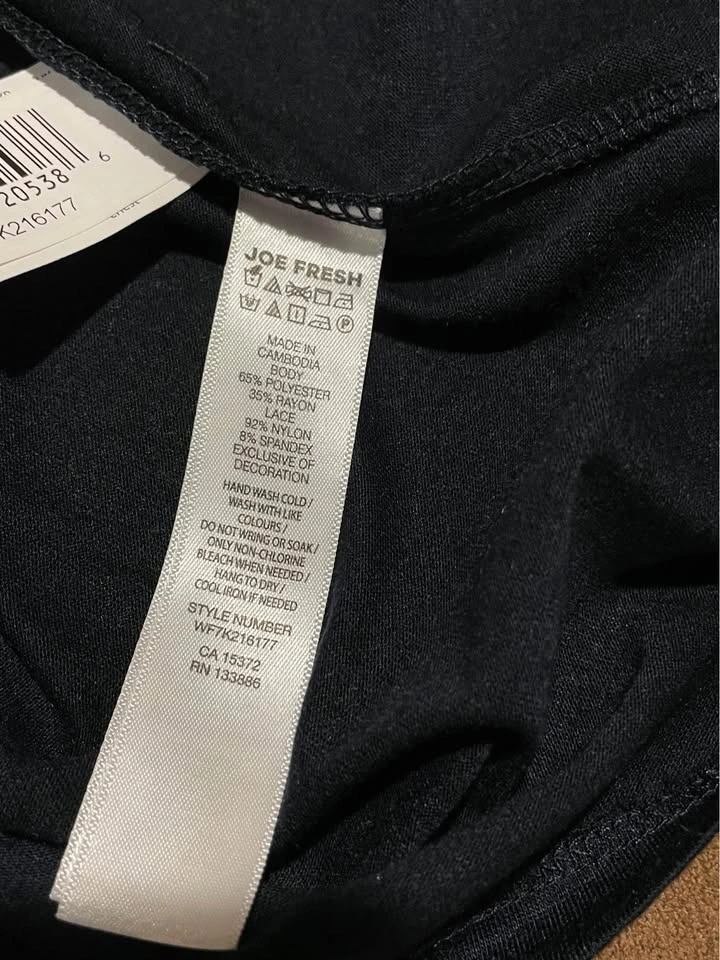 20538 6
K216177
JOE FRESH
P
MADE IN
CAMBODIA
BODY
65% POLYESTER
35% RAYON
LACE
92% NYLON
8% SPANDEX
EXCLUSIVE OF
DECORATION
HAND WASH COLD /
WASH WITH LIKE
COLOURS /
DO NOT WRING OR SOAK /
ONLY NON-CHLORINE
BLEACH WHEN NEEDED /
HANG TO DRY /
COOL IRON IF NEEDED
STYLE NUMBER
WF7K216177
CA 15372
RN 133886